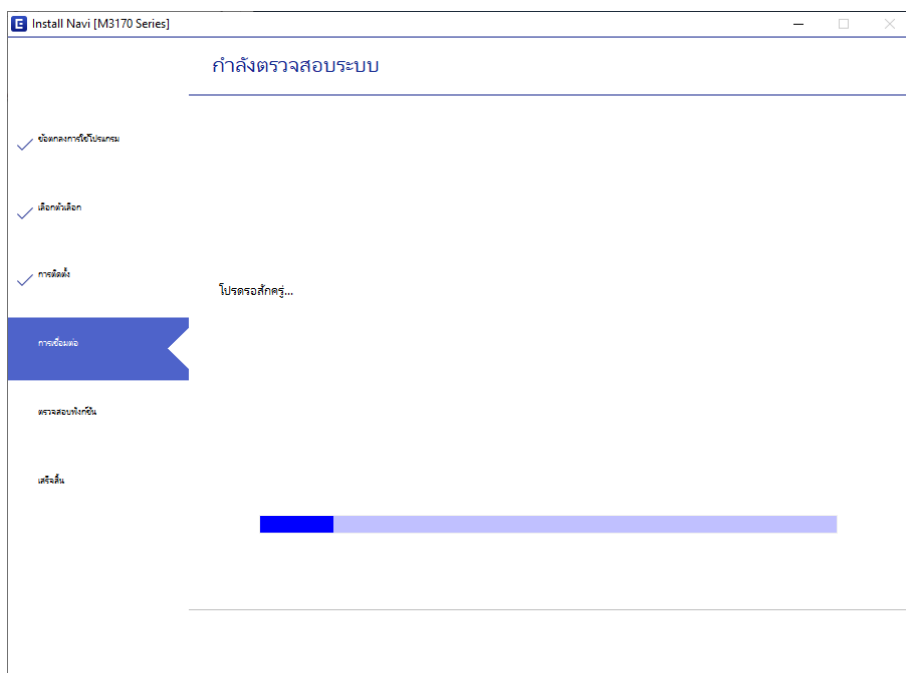 E Install Navi [M3170 Series]
กำลังตรวจสอบระบบ
ข้อตกลงการใช้โปรแกรม
เลือกตัวเลือก
การติดตั้ง
โปรดรอสักครู่...
การเชื่อมต่อ
ตรวจสอบฟังก์ชัน
เสร็จสิ้น